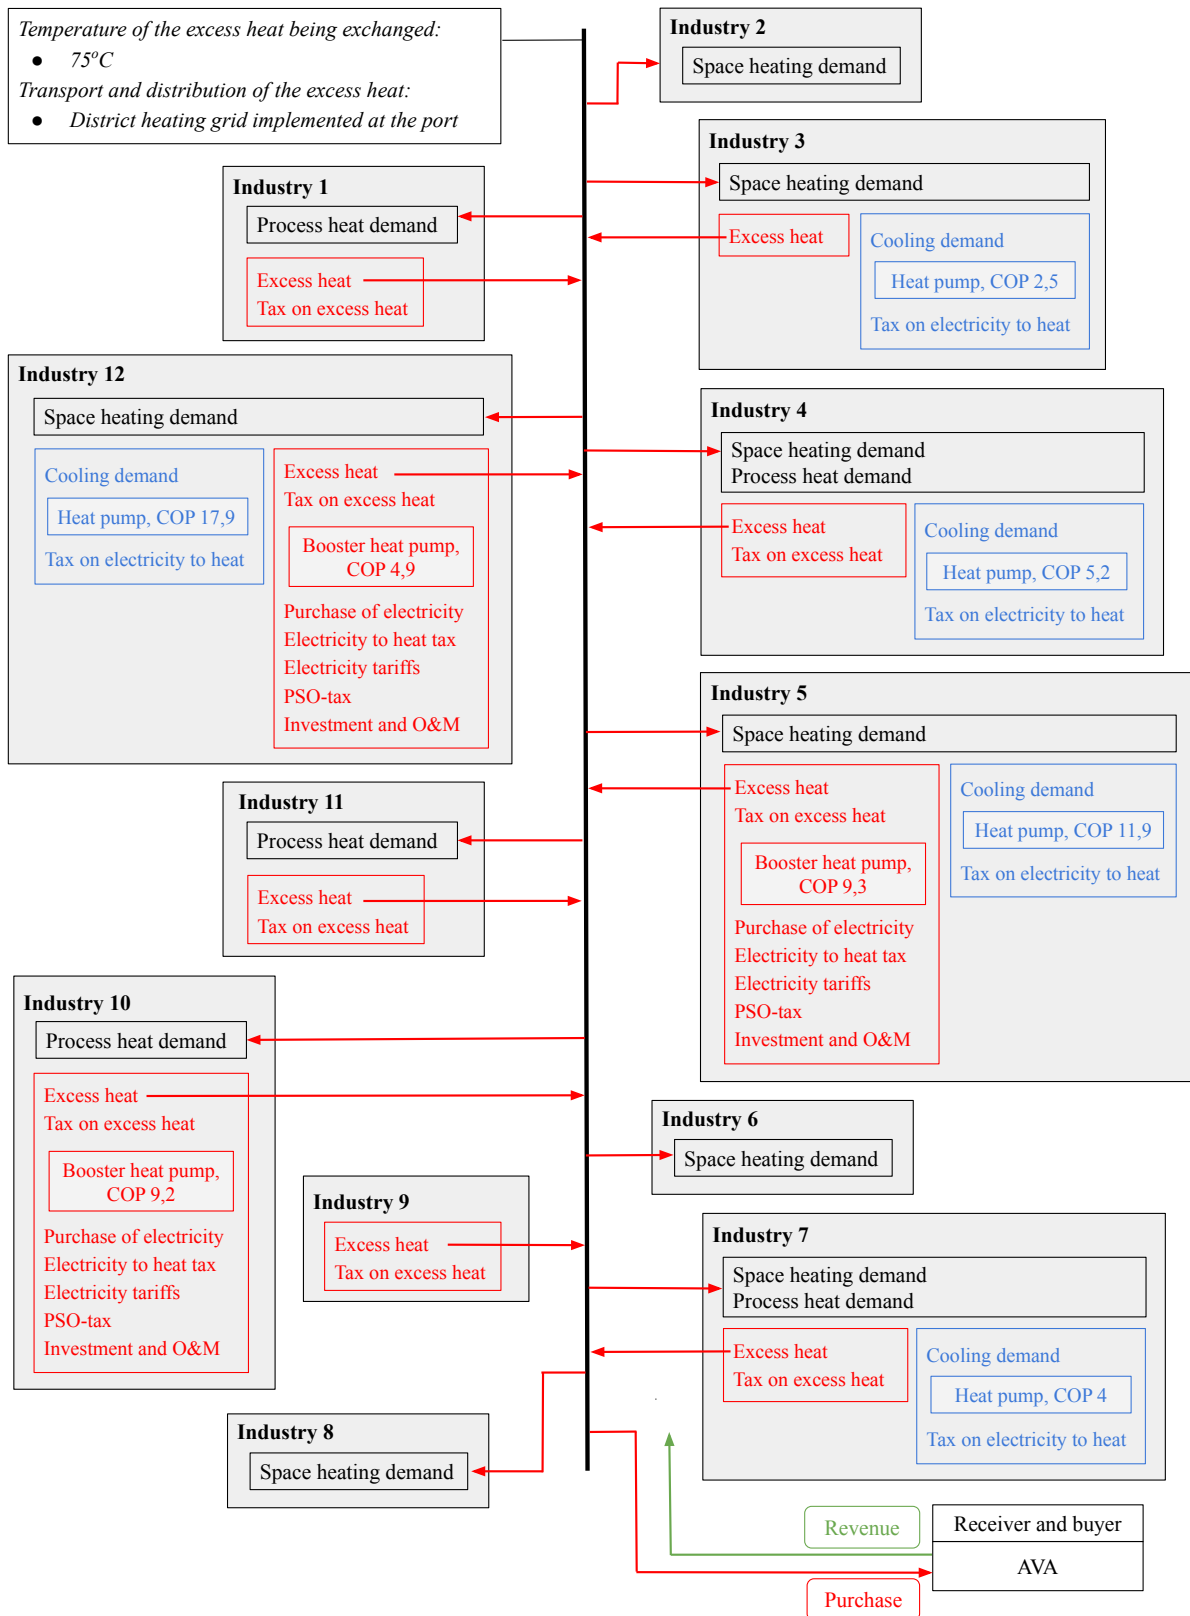 Temperature of the excess heat being exchanged:
● 75°C
Transport and distribution of the excess heat:
● District heating grid implemented at the port
Industry 2
Space heating demand
Industry 3
Space heating demand
Excess heat
Cooling demand
Heat pump, COP 2,5
Tax on electricity to heat
Industry 1
Process heat demand
Excess heat
Tax on excess heat
Industry 12
Space heating demand
Cooling demand
Heat pump, COP 17,9
Tax on electricity to heat
Excess heat
Tax on excess heat
Booster heat pump,
COP 4,9
Purchase of electricity
Electricity to heat tax
Electricity tariffs
PSO-tax
Investment and O&M
Industry 4
Space heating demand
Process heat demand
Excess heat
Tax on excess heat
Cooling demand
Heat pump, COP 5,2
Tax on electricity to heat
Industry 5
Space heating demand
Excess heat
Tax on excess heat
Booster heat pump,
COP 9,3
Purchase of electricity
Electricity to heat tax
Electricity tariffs
PSO-tax
Investment and O&M
Cooling demand
Heat pump, COP 11,9
Tax on electricity to heat
Industry 11
Process heat demand
Excess heat
Tax on excess heat
Industry 10
Process heat demand
Excess heat
Tax on excess heat
Booster heat pump,
COP 9,2
Purchase of electricity
Electricity to heat tax
Electricity tariffs
PSO-tax
Investment and O&M
Industry 6
Space heating demand
Industry 9
Excess heat
Tax on excess heat
Industry 7
Space heating demand
Process heat demand
Excess heat
Tax on excess heat
Cooling demand
Heat pump, COP 4
Tax on electricity to heat
Industry 8
Space heating demand
Revenue
Receiver and buyer
AVA
Purchase